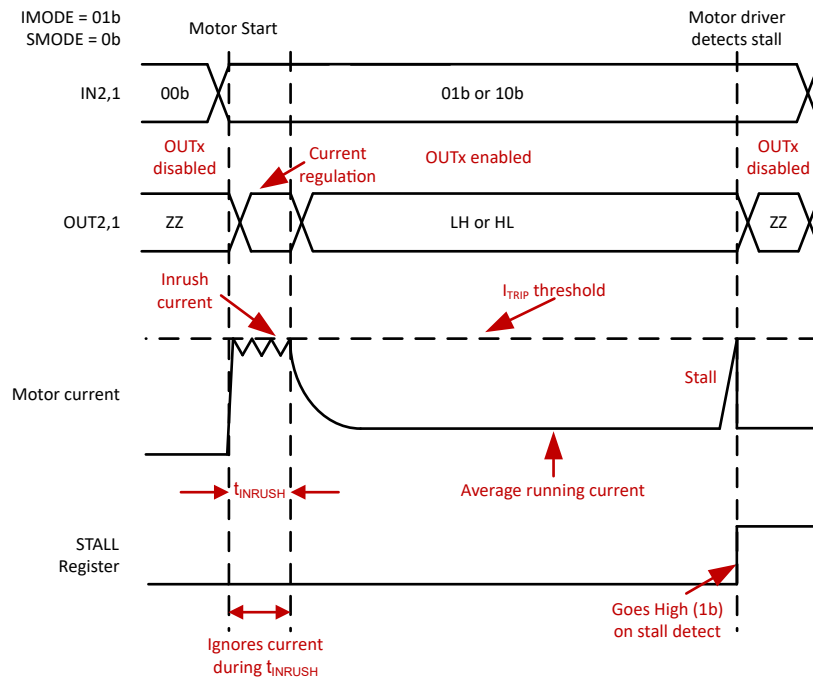 IMODE = 01b
SMODE = 0b
Motor Start
Motor driver
detects stall
IN2,1
00b
01b or 10b
OUTx
disabled
Current
regulation
OUTx enabled
OUTx
disabled
OUT2,1
ZZ
LH or HL
ZZ
Inrush
current
ITRIP threshold
Motor current
Stall
tINRUSH
Average running current
STALL
Register
Goes High (1b)
on stall detect
Ignores current
during tINRUSH